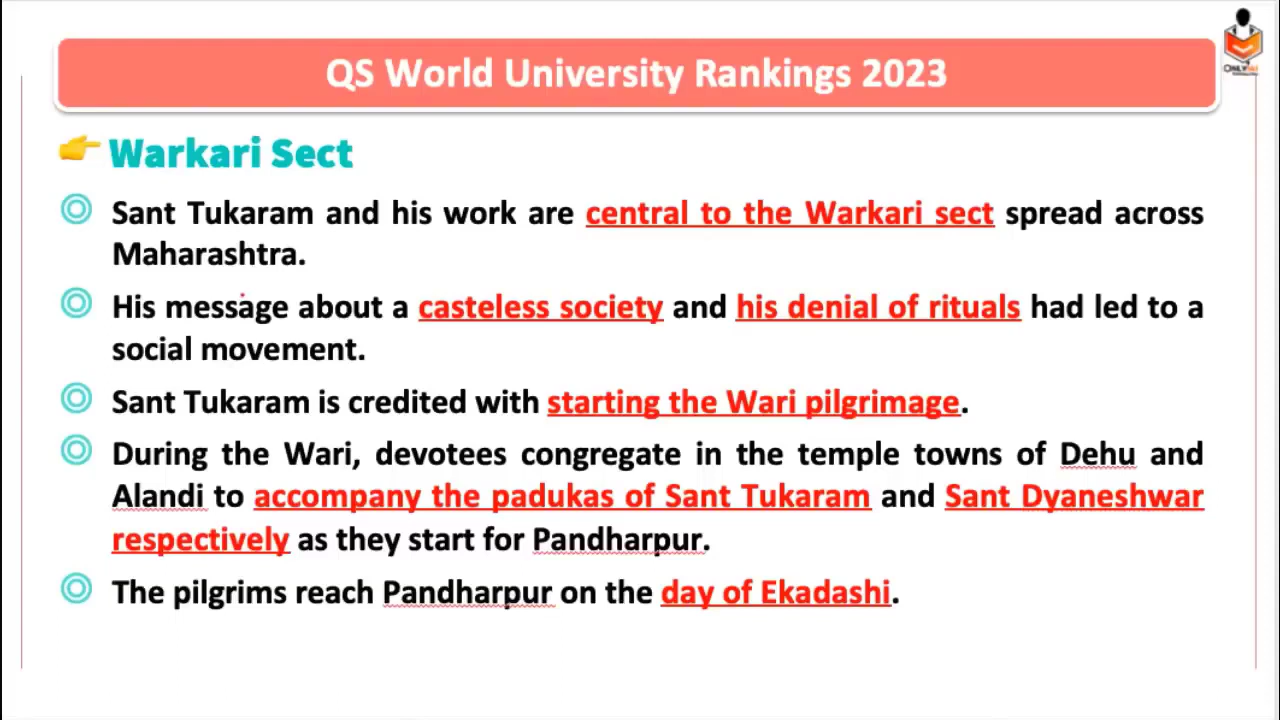 QS World University Rankings 2023
Warkari Sect
Sant Tukaram and his work are central to the Warkari sect spread across
Maharashtra.
His message about a casteless society and his denial of rituals had led to a
social movement.
Sant Tukaram is credited with starting the Wari pilgrimage.
During the Wari, devotees congregate in the temple towns of Dehu and
Alandi to accompany the padukas of Sant Tukaram and Sant Dyaneshwar
respectively as they start for Pandharpur.
The pilgrims reach Pandharpur on the day of Ekadashi.